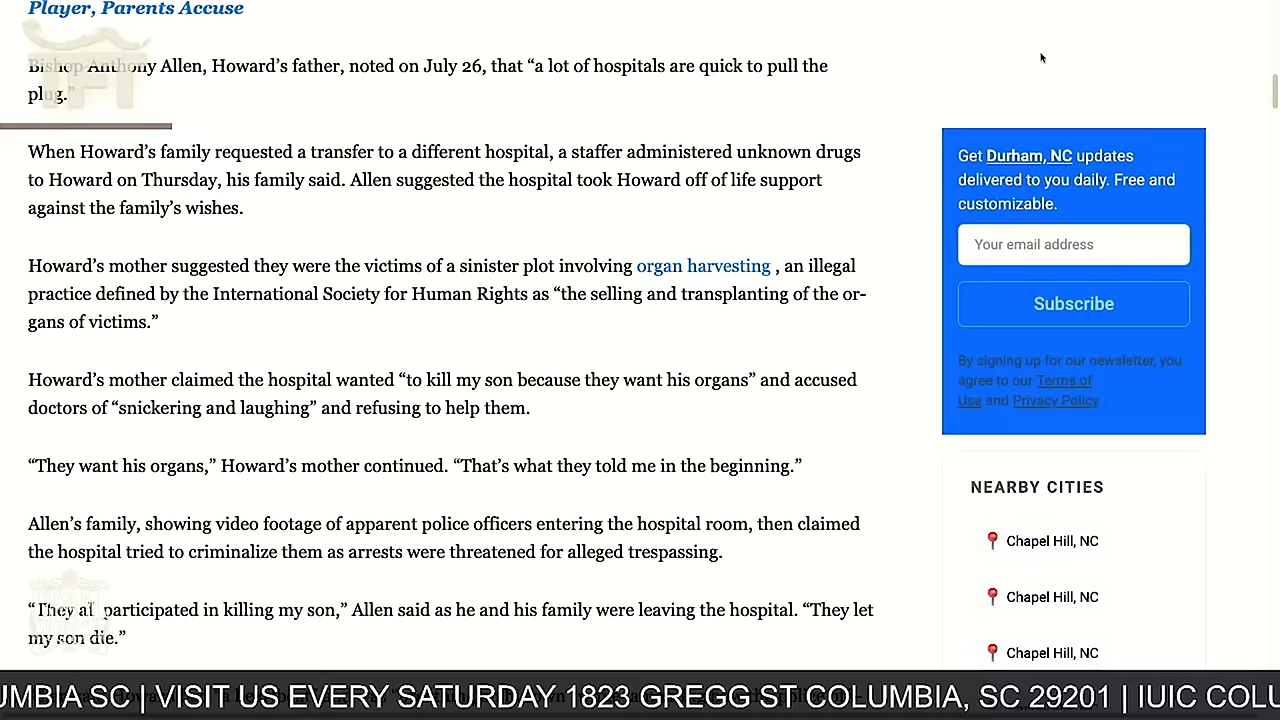 Player, Parents Accuse
Bishop Anthony Allen, Howard’s father, noted on July 26, that “a lot of hospitals are quick to pull the
plug.”
When Howard’s family requested a transfer to a different hospital, a staffer administered unknown drugs
to Howard on Thursday, his family said. Allen suggested the hospital took Howard off of life support
against the family’s wishes.
Howard’s mother suggested they were the victims of a sinister plot involving organ harvesting , an illegal
practice defined by the International Society for Human Rights as “the selling and transplanting of the or-
gans of victims.”
Howard’s mother claimed the hospital wanted “to kill my son because they want his organs” and accused
doctors of “snickering and laughing” and refusing to help them.
“They want his organs,” Howard’s mother continued. “That’s what they told me in the beginning.”
Allen’s family, showing video footage of apparent police officers entering the hospital room, then claimed
the hospital tried to criminalize them as arrests were threatened for alleged trespassing.
“They all participated in killing my son,” Allen said as he and his family were leaving the hospital. “They let
my son die.”
Get Durham, NC updates
delivered to you daily. Free and
customizable.
Your email address
Subscribe
By signing up for our newsletter, you
agree to our Terms of
Use and Privacy Policy .
NEARBY CITIES
Chapel Hill, NC
Chapel Hill, NC
Chapel Hill, NC
UMBIA SC | VISIT US EVERY SATURDAY 1823 GREGG ST COLUMBIA, SC 29201 | IUIC COLU